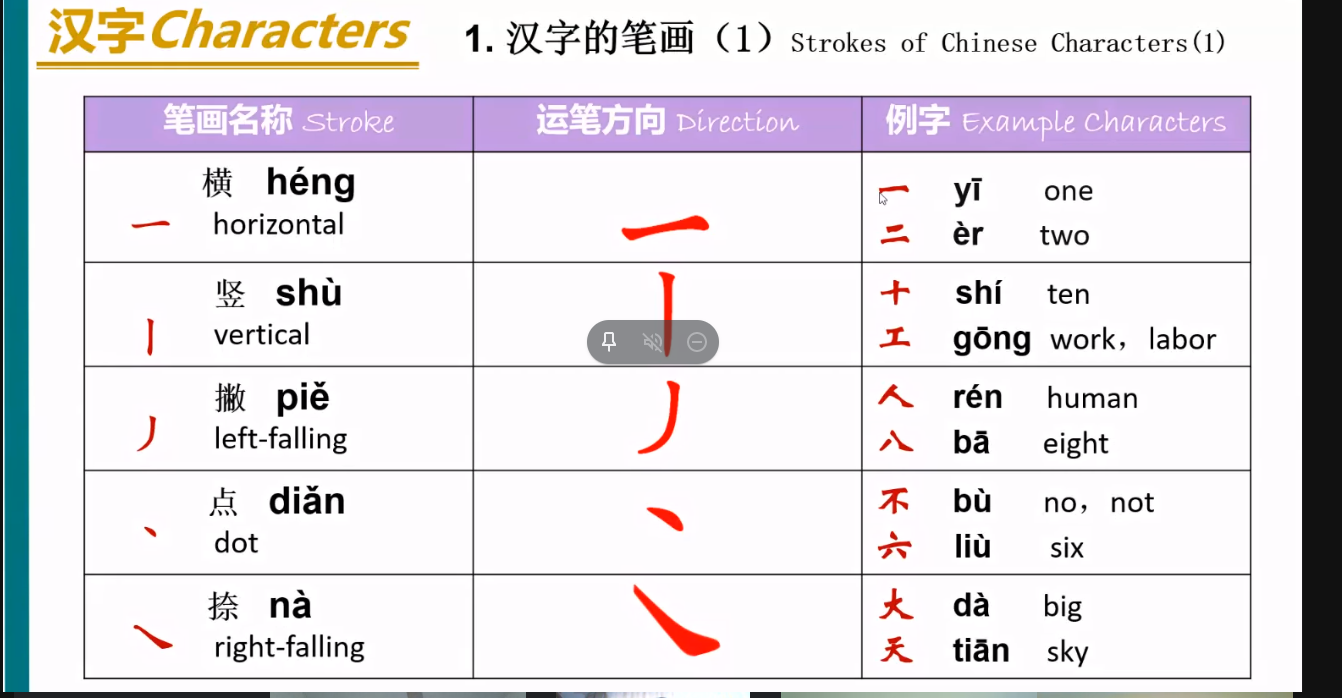 汉字Characters
1. 汉字的笔画（1）Strokes of Chinese Characters(1)
笔画名称 Stroke
运笔方向 Direction
例字 Example Characters
横 héng
一 horizontal
一
一 yī one
二 èr two
竖 shù
丨 vertical
丨
十 shí ten
工 gōng work，labor
撇 piě
丿 left-falling
丿
人 rén human
八 bā eight
点 diǎn
丶 dot
丶
不 bù no，not
六 liù six
捺 nà
㇏ right-falling
㇏
大 dà big
天 tiān sky